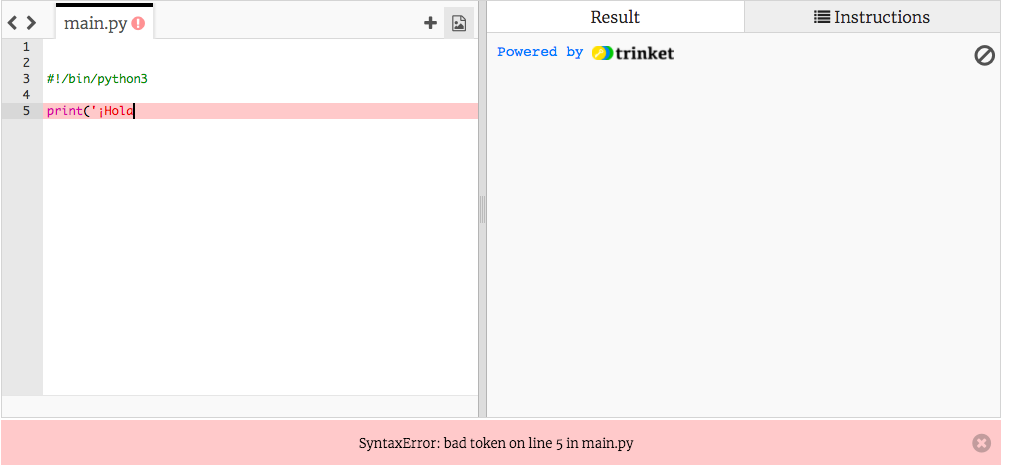 main.py
Result
Instructions
1
2
3 #!/bin/python3
4
5 print('¡Hola
Powered by trinket
SyntaxError: bad token on line 5 in main.py